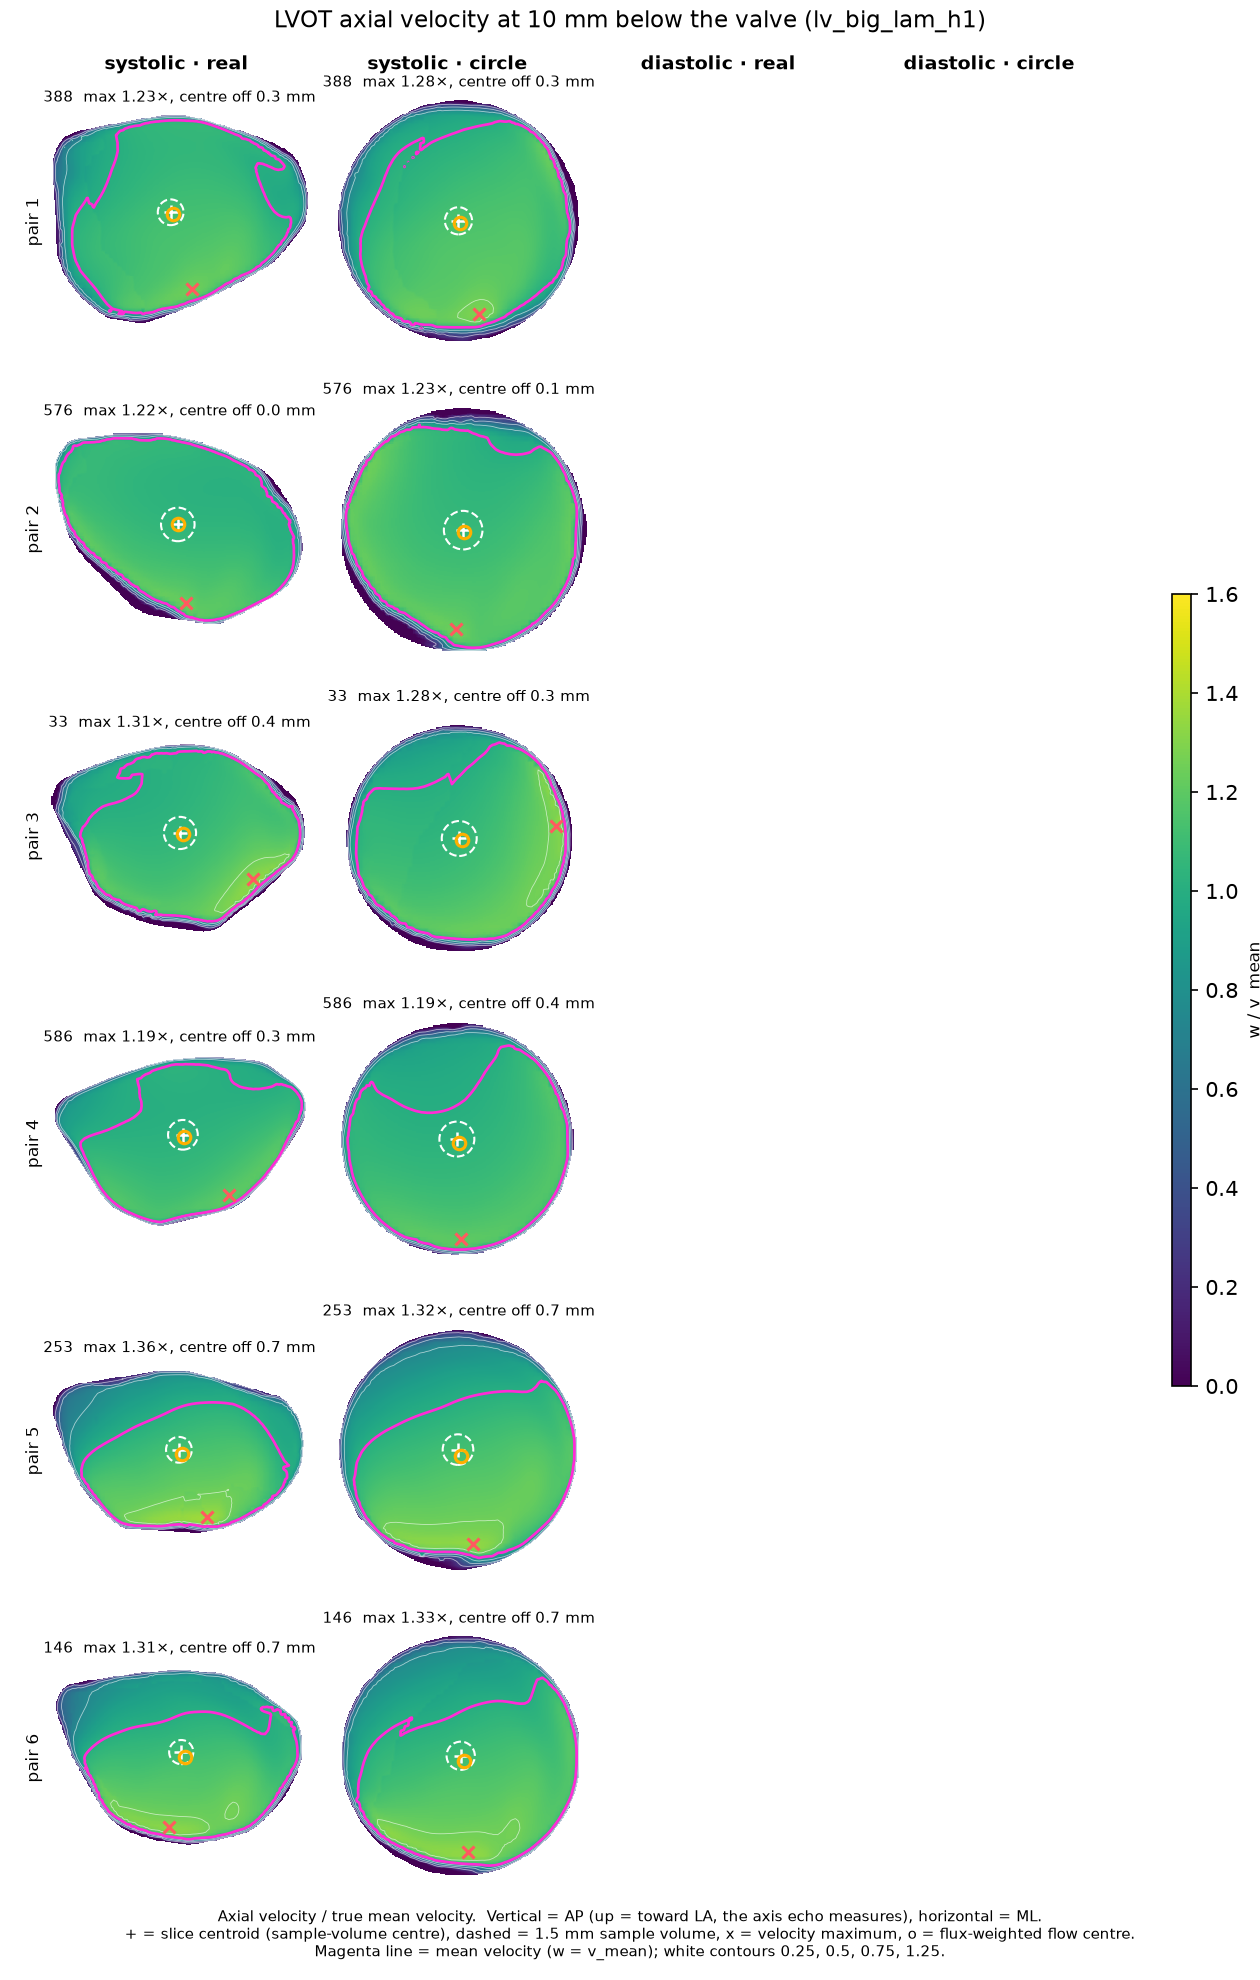 LVOT axial velocity at 10 mm below the valve (lv_big_lam_h1)
systolic · real
systolic · circle
diastolic · real
diastolic · circle
388 max 1.23×, centre off 0.3 mm
388 max 1.28×, centre off 0.3 mm
pair 1
576 max 1.22×, centre off 0.0 mm
576 max 1.23×, centre off 0.1 mm
pair 2
33 max 1.31×, centre off 0.4 mm
33 max 1.28×, centre off 0.3 mm
pair 3
586 max 1.19×, centre off 0.3 mm
586 max 1.19×, centre off 0.4 mm
pair 4
253 max 1.36×, centre off 0.7 mm
253 max 1.32×, centre off 0.7 mm
pair 5
146 max 1.31×, centre off 0.7 mm
146 max 1.33×, centre off 0.7 mm
pair 6
1.6
1.4
1.2
1.0
0.8
0.6
0.4
0.2
0.0
w / v_mean
Axial velocity / true mean velocity. Vertical = AP (up = toward LA, the axis echo measures), horizontal = ML.
+ = slice centroid (sample-volume centre), dashed = 1.5 mm sample volume, x = velocity maximum, o = flux-weighted flow centre.
Magenta line = mean velocity (w = v_mean); white contours 0.25, 0.5, 0.75, 1.25.